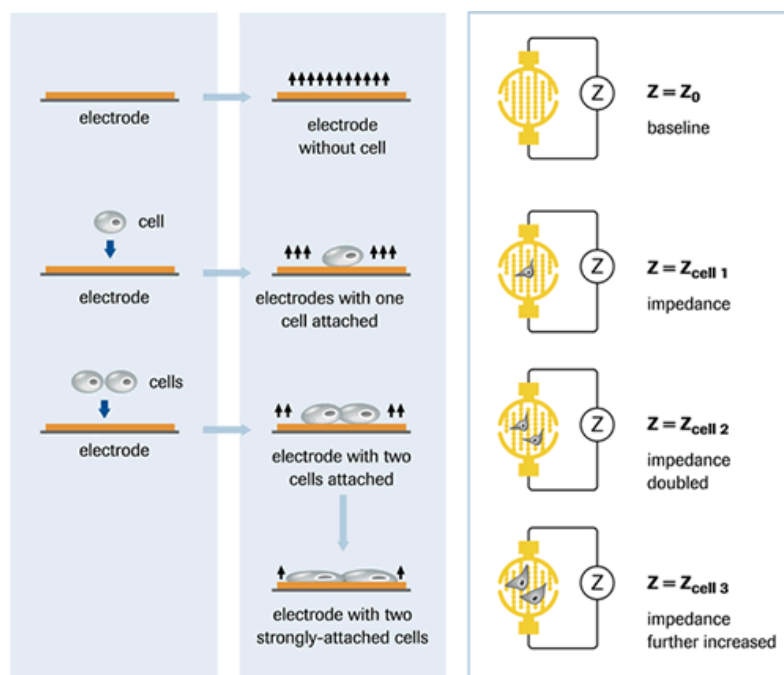 electrode
electrode
without cell
Z
Z = Z0
baseline
cell
electrode
electrodes with one
cell attached
Z
Z = Zcell 1
impedance
cells
electrode
electrode with two
cells attached
Z
Z = Zcell 2
impedance
doubled
electrode with two
strongly-attached cells
Z
Z = Zcell 3
impedance
further increased